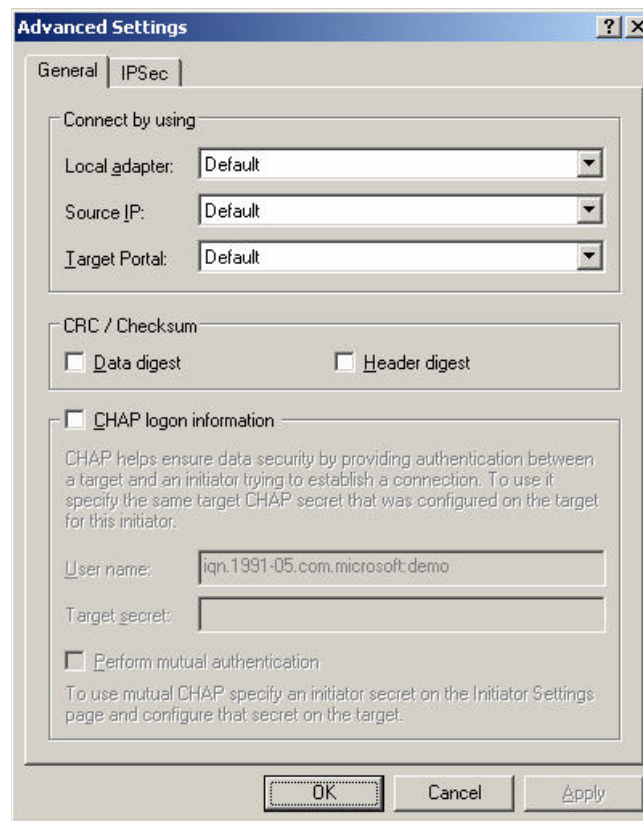 Advanced Settings
General
IPSec
Connect by using
Local adapter:
Default
Source IP:
Default
Target Portal:
Default
CRC / Checksum
Data digest
Header digest
CHAP logon information
CHAP helps ensure data security by providing authentication between
a target and an initiator trying to establish a connection. To use it
specify the same target CHAP secret that was configured on the target
for this initiator.
User name:
iqn.1991-05.com.microsoft:demo
Target secret:
Perform mutual authentication
To use mutual CHAP specify an initiator secret on the Initiator Settings
page and configure that secret on the target.
OK
Cancel
Apply